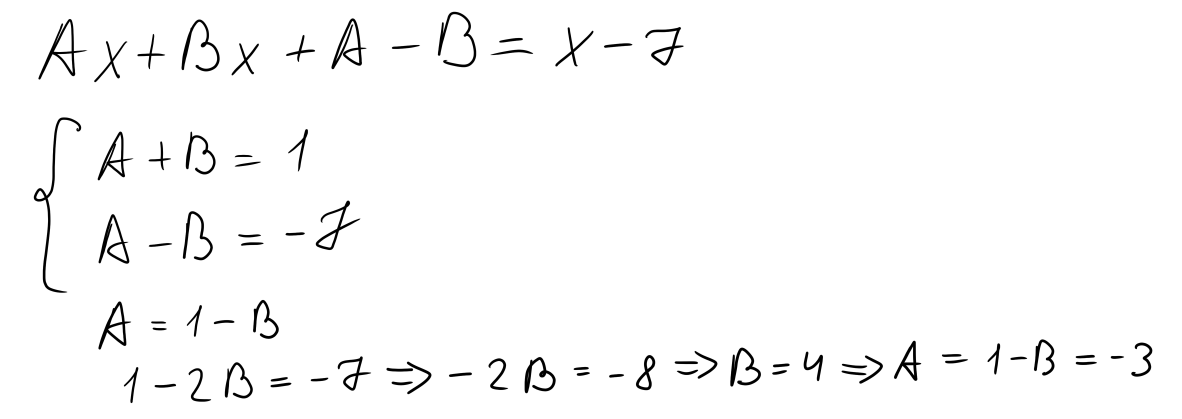 Ax + Bx + A − B = x − 7
A + B = 1
A − B = −7
A = 1 − B
1 − 2B = −7 ⇒ −2B = −8 ⇒ B = 4 ⇒ A = 1 − B = −3